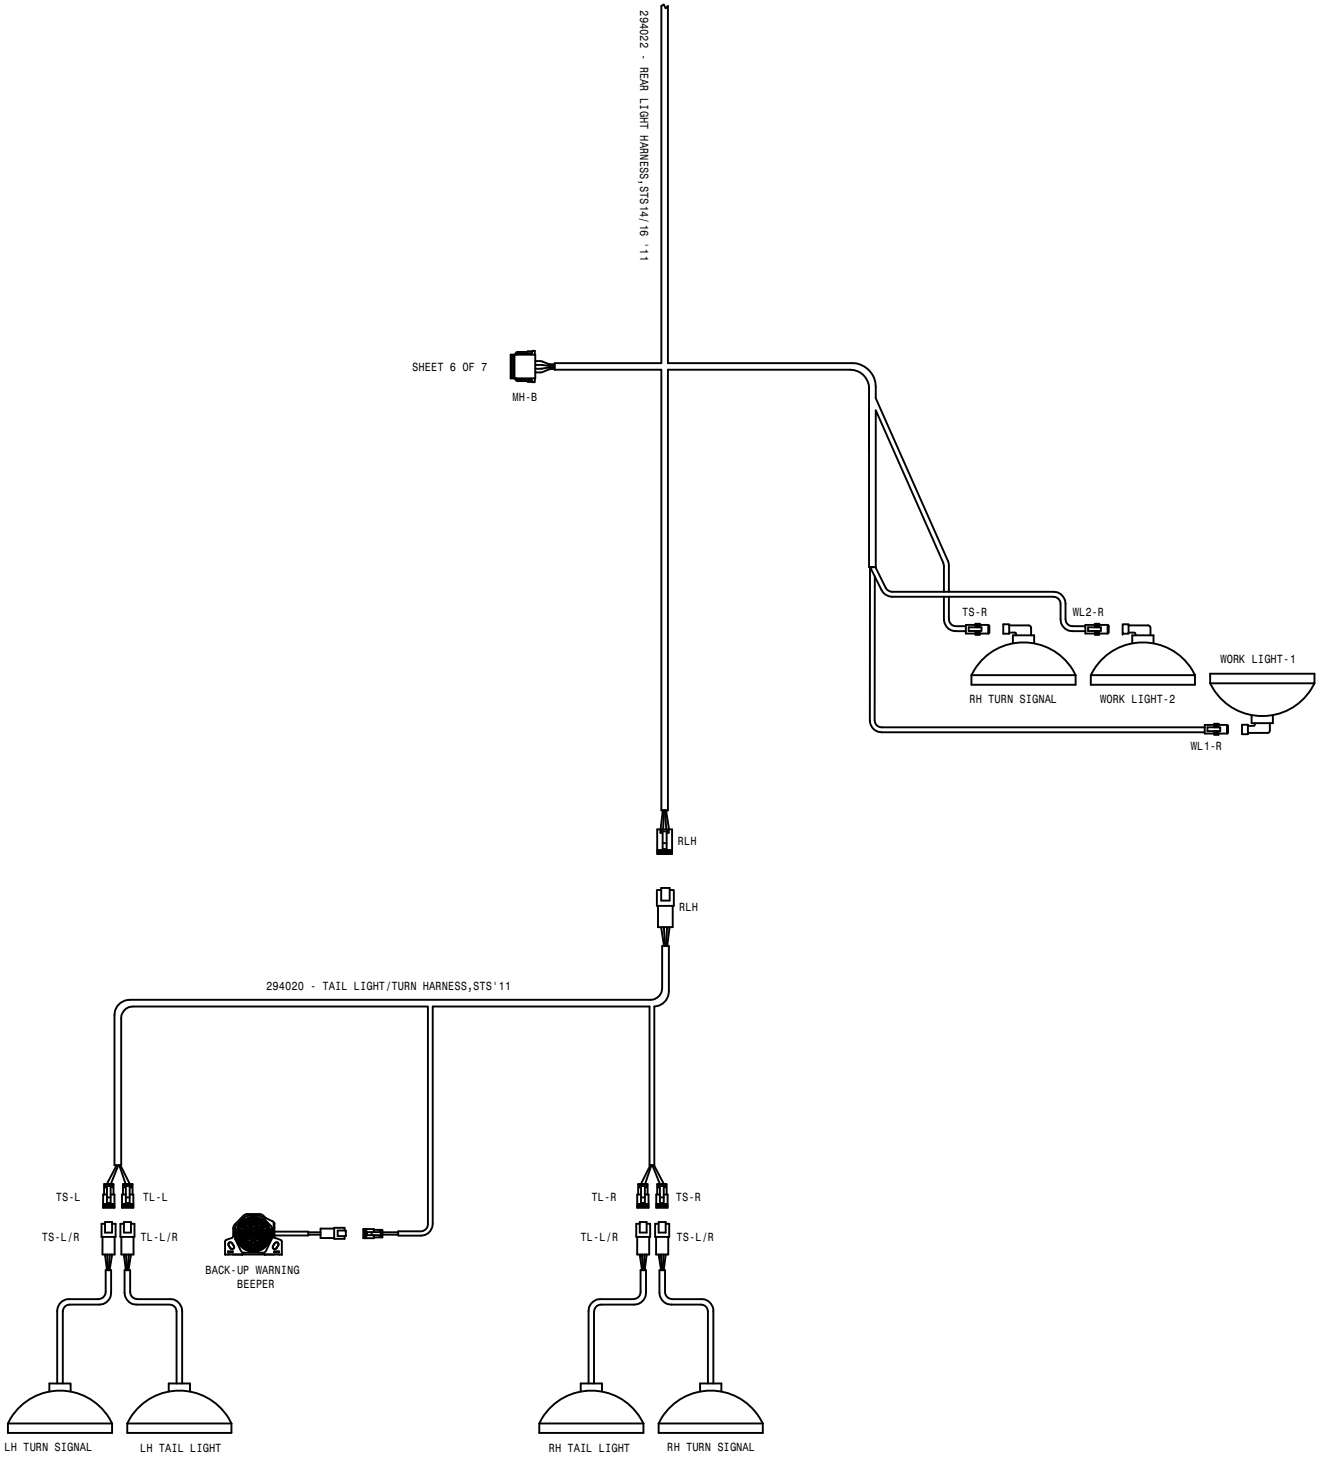 294022 - REAR LIGHT HARNESS,STS14/16 '11
SHEET 6 OF 7
MH-B
TS-R
WL2-R
WORK LIGHT-1
RH TURN SIGNAL
WORK LIGHT-2
WL1-R
RLH
RLH
294020 - TAIL LIGHT/TURN HARNESS,STS'11
TS-L
TL-L
TL-R
TS-R
TS-L/R
TL-L/R
TL-L/R
TS-L/R
BACK-UP WARNING
BEEPER
LH TURN SIGNAL
LH TAIL LIGHT
RH TAIL LIGHT
RH TURN SIGNAL